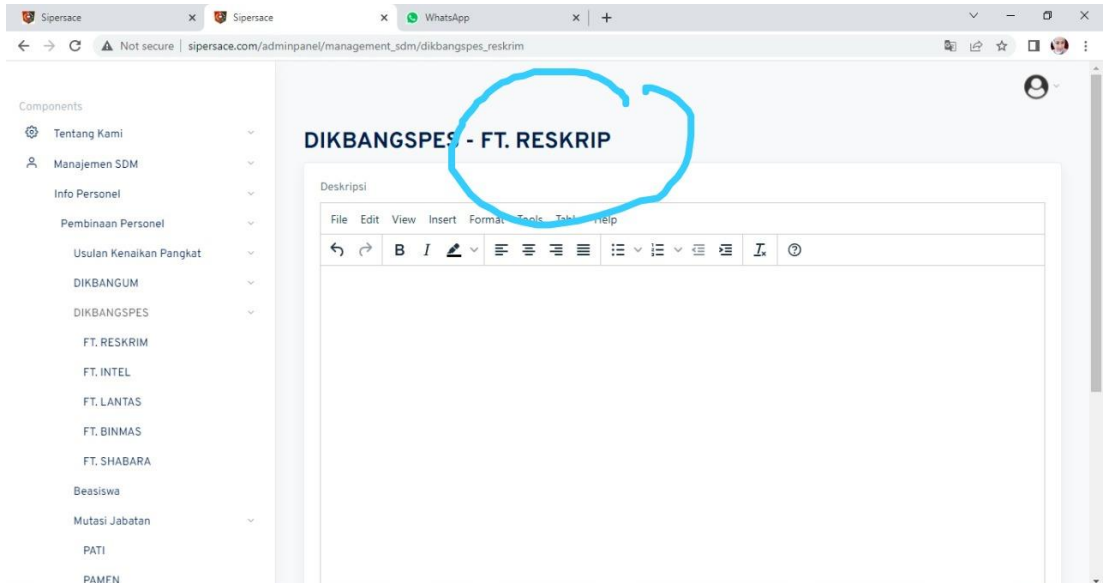 Sipersace
Sipersace
WhatsApp
Not secure | sipersace.com/adminpanel/management_sdm/dikbangspes_reskrim
Components
Tentang Kami
Manajemen SDM
Info Personel
Pembinaan Personel
Usulan Kenaikan Pangkat
DIKBANGUM
DIKBANGSPES
FT. RESKRIM
FT. INTEL
FT. LANTAS
FT. BINMAS
FT. SHABARA
Beasiswa
Mutasi Jabatan
PATI
PAMEN
DIKBANGSPES - FT. RESKRIP
Deskripsi
File Edit View Insert Format Tools Table Help